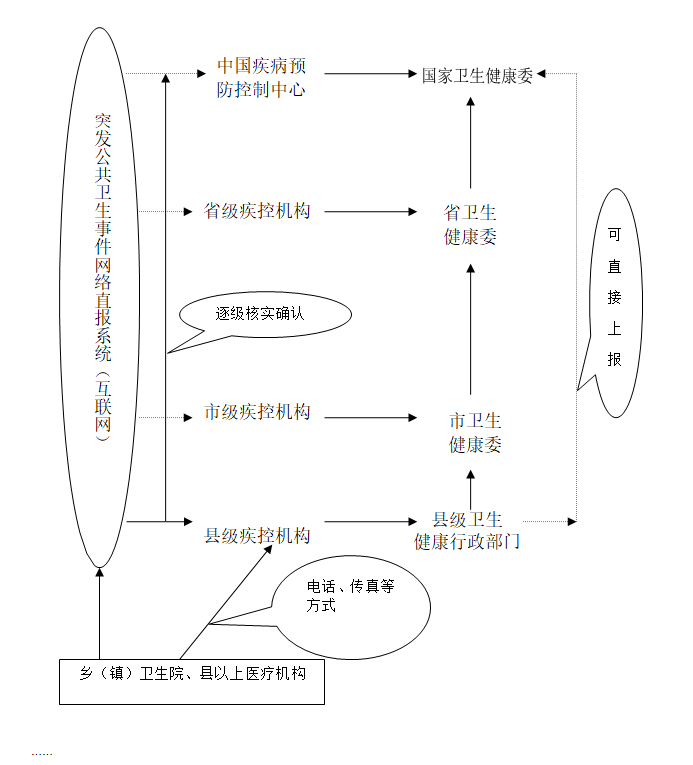 中国疾病预
防控制中心
国家卫生健康委
突发公共卫生事件网络直报系统（互联网）
省级疾控机构
省卫生
健康委
可直接上报
逐级核实确认
市级疾控机构
市卫生
健康委
县级疾控机构
县级卫生
健康行政部门
电话、传真等
方式
乡（镇）卫生院、县以上医疗机构
……